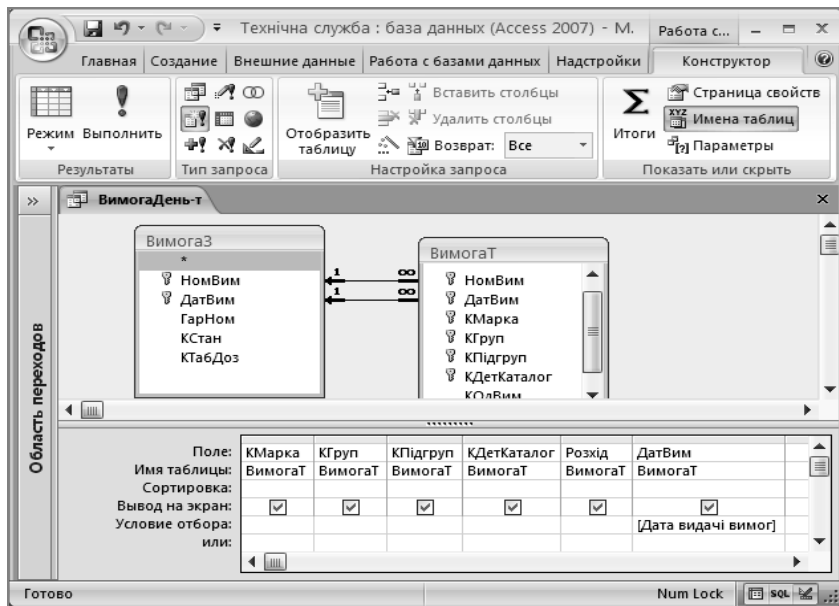 Технічна служба : база данных (Access 2007) - М.
Работа с...
Главная
Создание
Внешние данные
Работа с базами данных
Надстройки
Конструктор
Режим
Выполнить
Результаты
Тип запроса
Отобразить таблицу
Вставить столбцы
Удалить столбцы
Возврат: Все
Настройка запроса
Итоги
Страница свойств
Имена таблиц
Параметры
Показать или скрыть
ВимогаДень-т
Область переходов
ВимогаЗ
*
НомВим
ДатВим
ГарНом
КСтан
КТабДоз
1 ∞
1 ∞
ВимогаТ
НомВим
ДатВим
КМарка
КГруп
КПідгруп
КДетКаталог
КОдВим
Поле: КМарка КГруп КПідгруп КДетКаталог Розхід ДатВим
Имя таблицы: ВимогаТ ВимогаТ ВимогаТ ВимогаТ ВимогаТ ВимогаТ
Сортировка:
Вывод на экран:
Условие отбора: [Дата видачі вимог]
или:
Готово
Num Lock
SQL